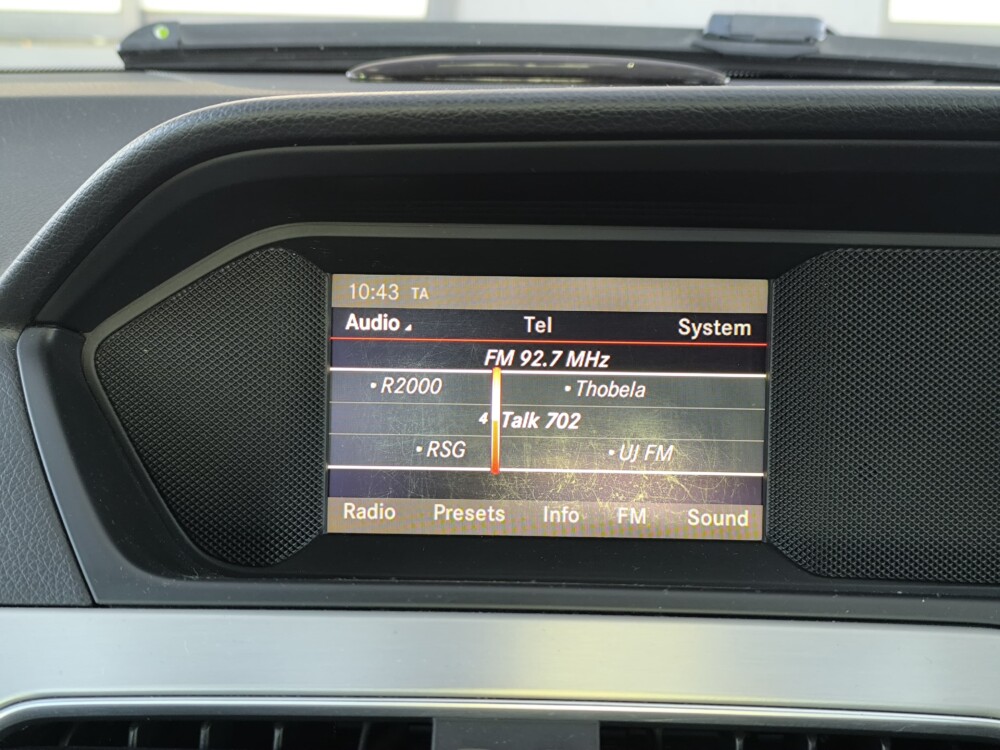 10:43 TA
Audio Tel System
FM 92.7 MHz
•R2000 •Thobela
4 Talk 702
•RSG •UJ FM
Radio Presets Info FM Sound